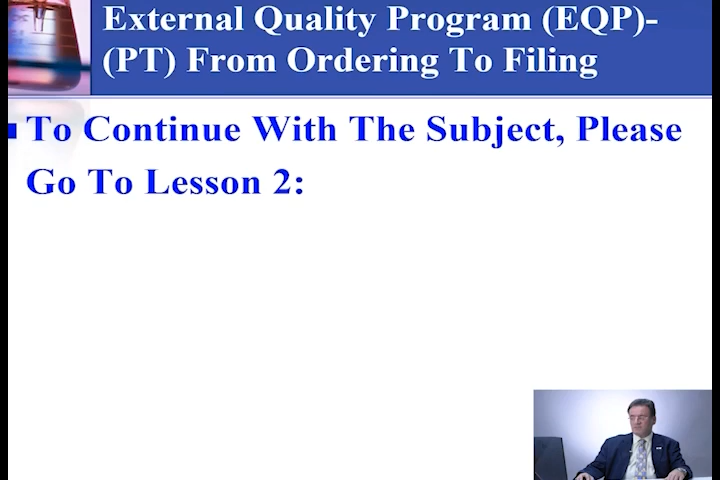 External Quality Program (EQP)-
(PT) From Ordering To Filing
To Continue With The Subject, Please
Go To Lesson 2: